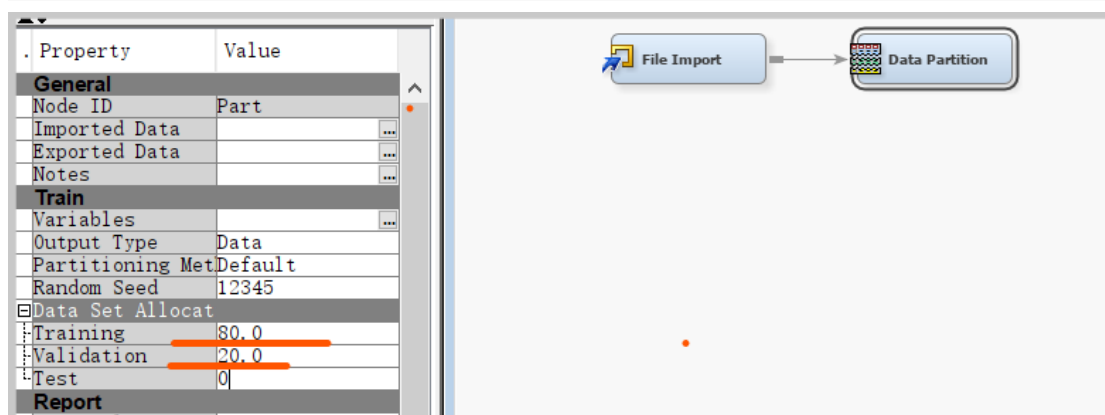 . Property Value
General
Node ID Part
Imported Data ...
Exported Data ...
Notes ...
Train
Variables ...
Output Type Data
Partitioning Met Default
Random Seed 12345
Data Set Allocat
Training 80.0
Validation 20.0
Test 0
Report
File Import
Data Partition